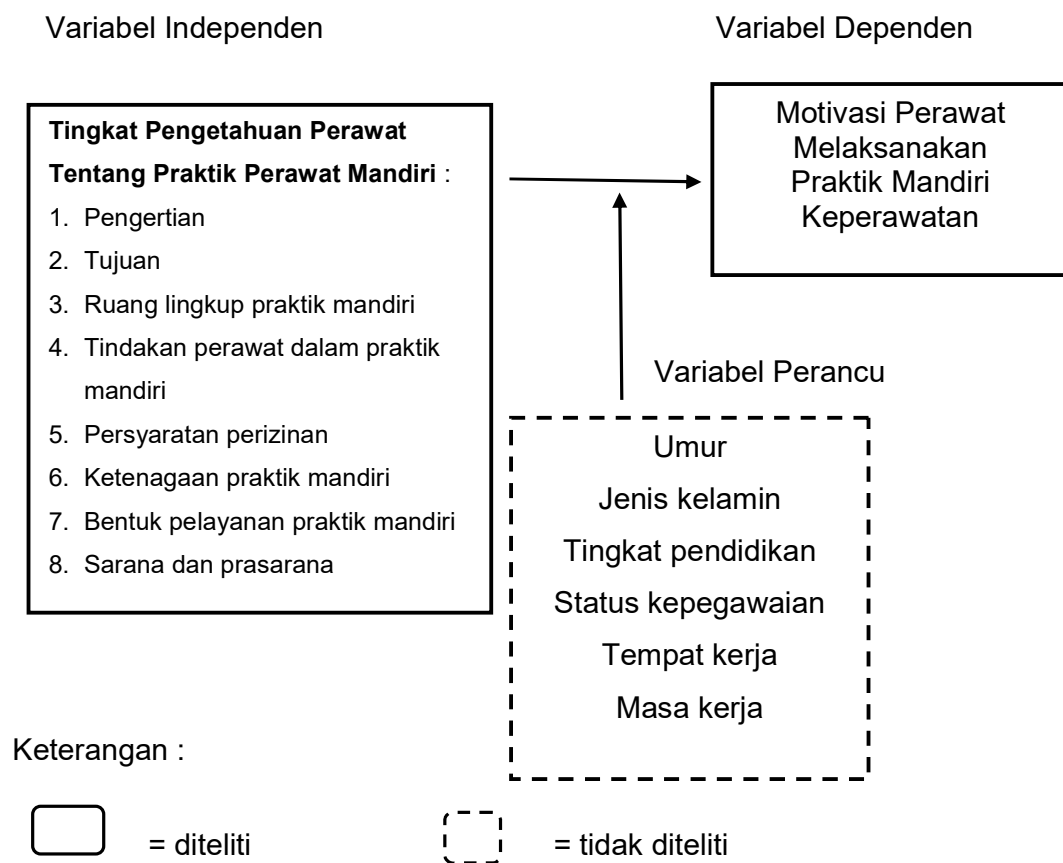 Variabel Independen
Variabel Dependen
Tingkat Pengetahuan Perawat
Tentang Praktik Perawat Mandiri :
1. Pengertian
2. Tujuan
3. Ruang lingkup praktik mandiri
4. Tindakan perawat dalam praktik
mandiri
5. Persyaratan perizinan
6. Ketenagaan praktik mandiri
7. Bentuk pelayanan praktik mandiri
8. Sarana dan prasarana
Motivasi Perawat
Melaksanakan
Praktik Mandiri
Keperawatan
Variabel Perancu
Umur
Jenis kelamin
Tingkat pendidikan
Status kepegawaian
Tempat kerja
Masa kerja
Keterangan :
= diteliti
= tidak diteliti